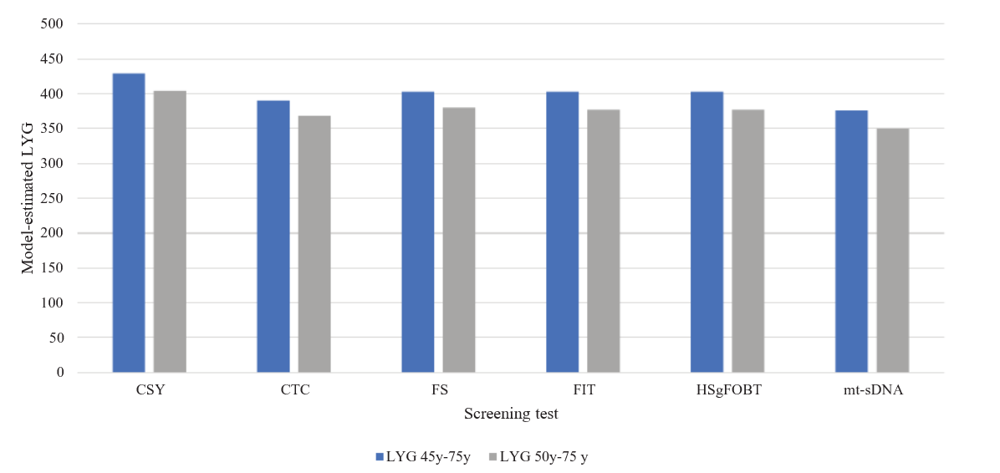 500
450
400
350
300
250
200
150
100
50
0
Model-estimated LYG
CSY CTC FS FIT HSgFOBT mt-sDNA
Screening test
LYG 45y-75y LYG 50y-75 y